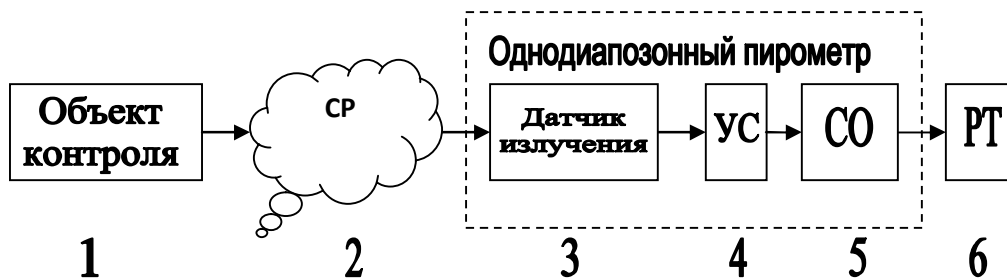 Однодиапозонный пирометр
Объект
контроля
СР
Датчик
излучения
УС
СО
РТ
1
2
3
4
5
6